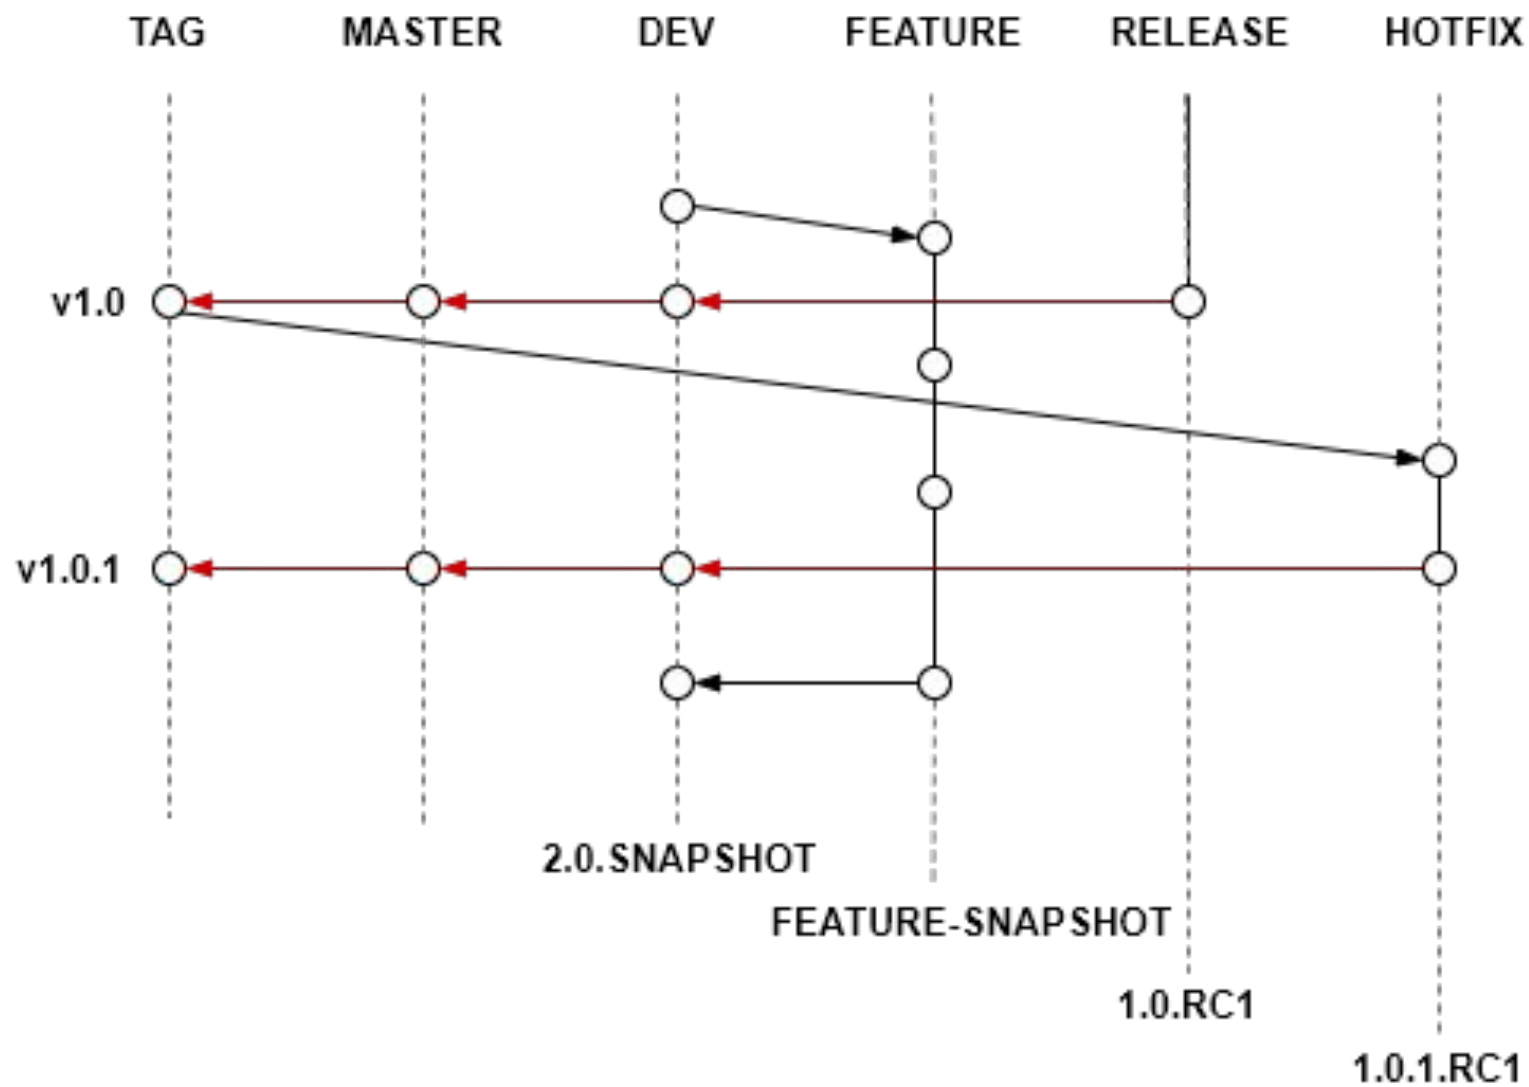 TAG MASTER DEV FEATURE RELEASE HOTFIX
v1.0
v1.0.1
2.0.SNAPSHOT
FEATURE-SNAPSHOT
1.0.RC1
1.0.1.RC1